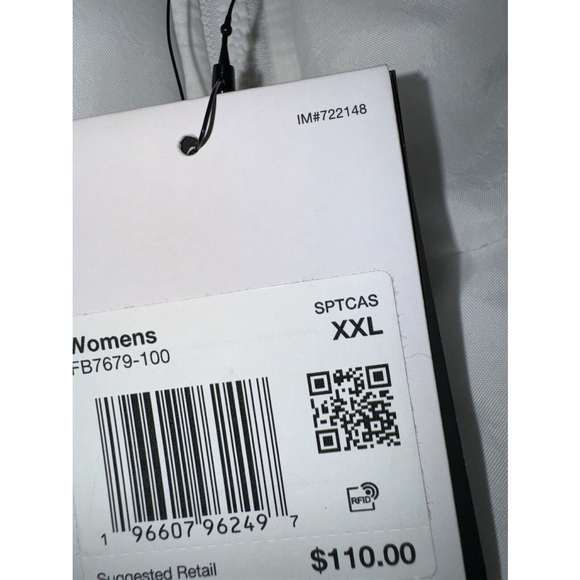 IM#722148
SPTCAS
XXL
Womens
FB7679-100
RFID
1 96607 96249 7
Suggested Retail
$110.00